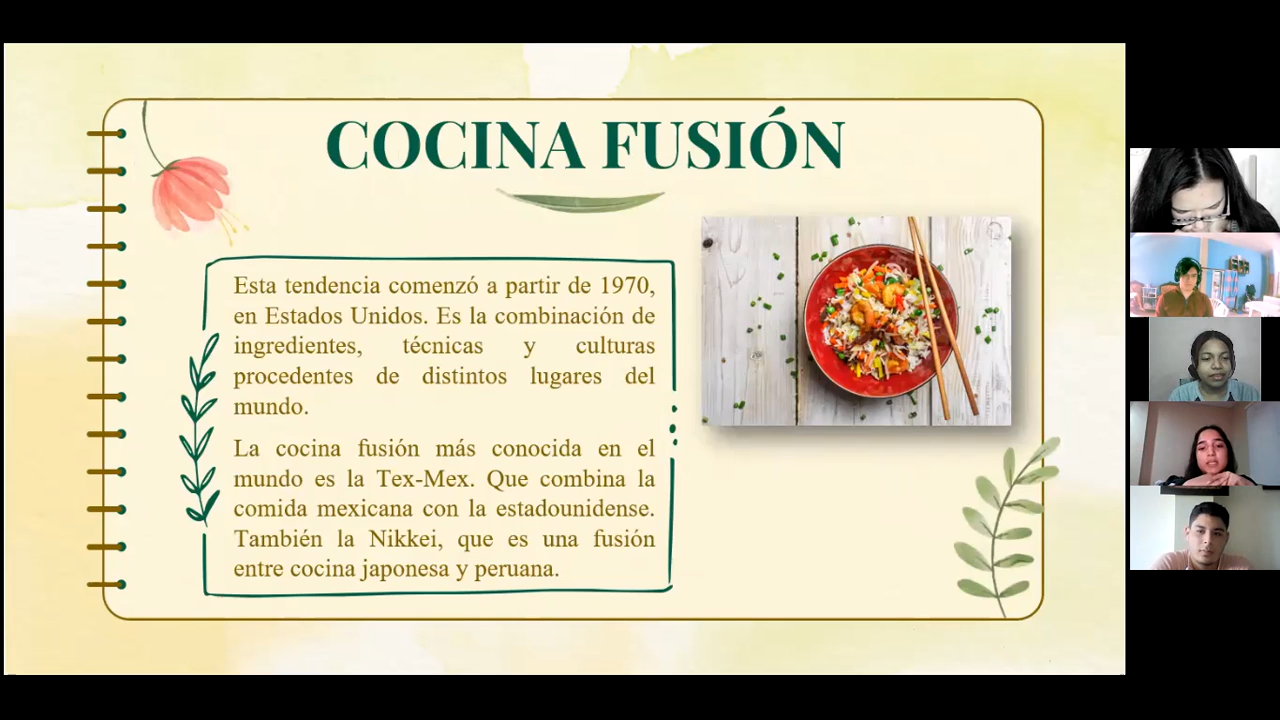 COCINA FUSIÓN
Esta tendencia comenzó a partir de 1970,
en Estados Unidos. Es la combinación de
ingredientes, técnicas y culturas
procedentes de distintos lugares del
mundo.
La cocina fusión más conocida en el
mundo es la Tex-Mex. Que combina la
comida mexicana con la estadounidense.
También la Nikkei, que es una fusión
entre cocina japonesa y peruana.